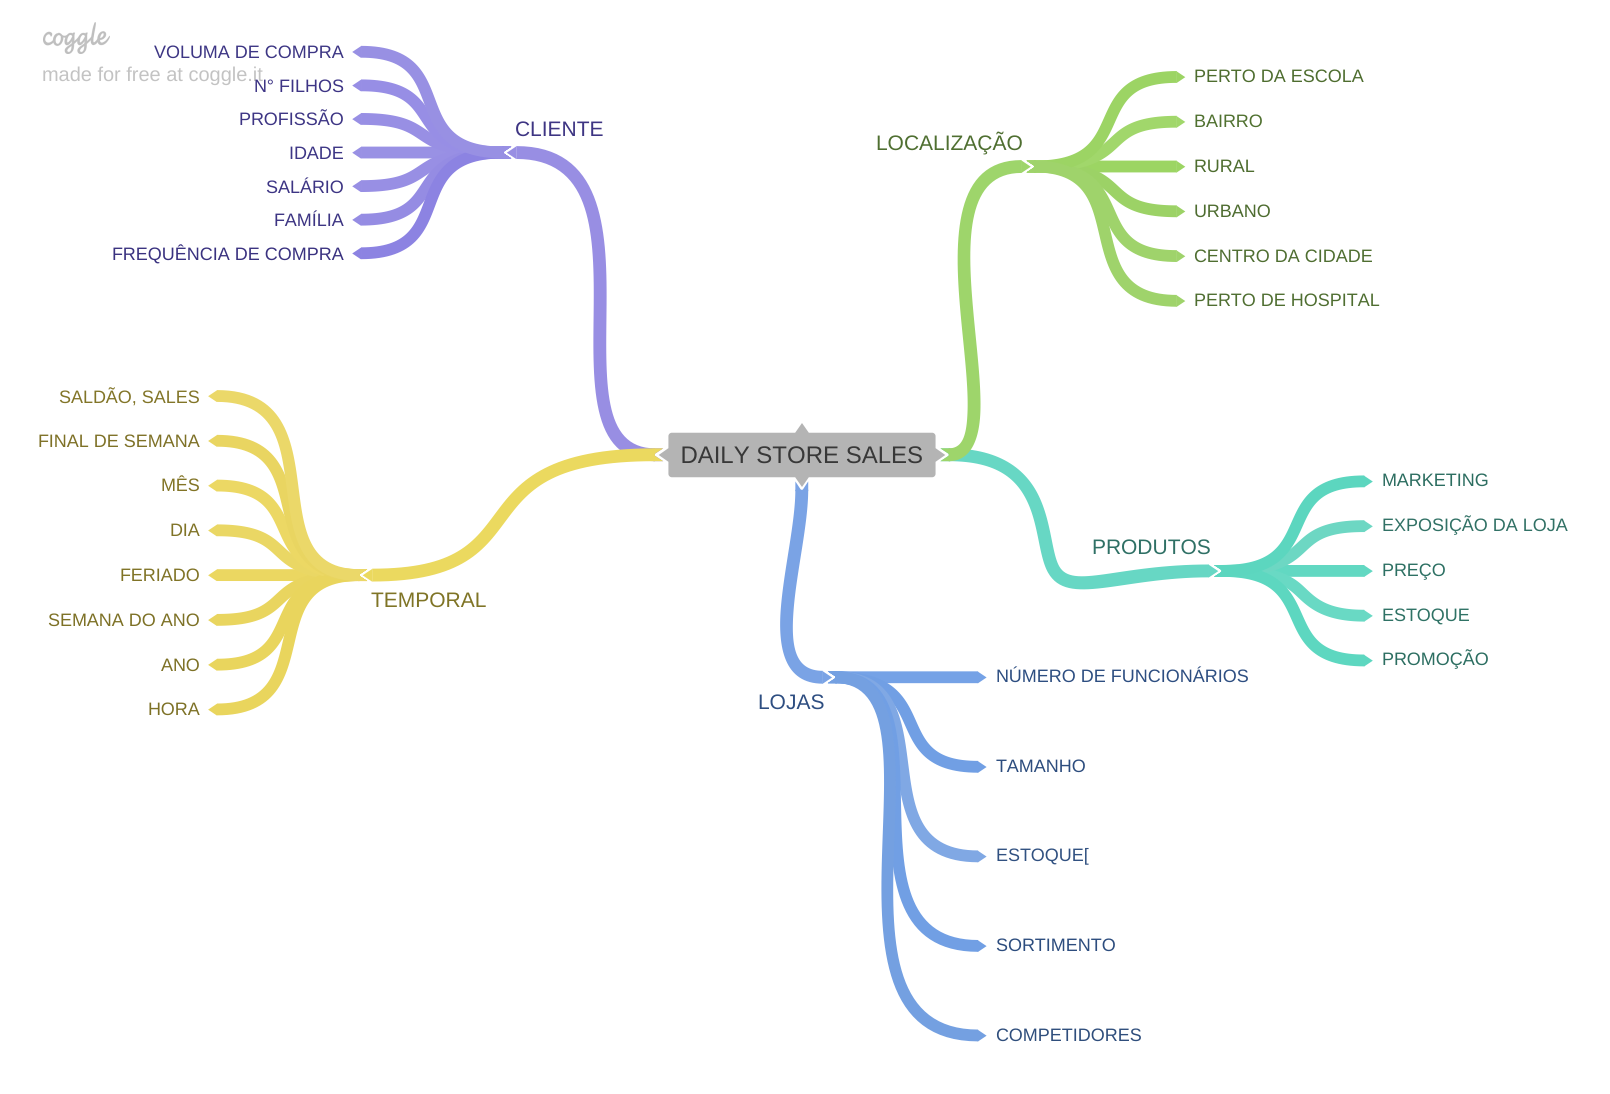 coggle
made for free at coggle.it
VOLUMA DE COMPRA
N° FILHOS
PROFISSÃO
IDADE
SALÁRIO
FAMÍLIA
FREQUÊNCIA DE COMPRA
CLIENTE
LOCALIZAÇÃO
PERTO DA ESCOLA
BAIRRO
RURAL
URBANO
CENTRO DA CIDADE
PERTO DE HOSPITAL
DAILY STORE SALES
SALDÃO, SALES
FINAL DE SEMANA
MÊS
DIA
FERIADO
SEMANA DO ANO
ANO
HORA
TEMPORAL
PRODUTOS
MARKETING
EXPOSIÇÃO DA LOJA
PREÇO
ESTOQUE
PROMOÇÃO
LOJAS
NÚMERO DE FUNCIONÁRIOS
TAMANHO
ESTOQUE[
SORTIMENTO
COMPETIDORES